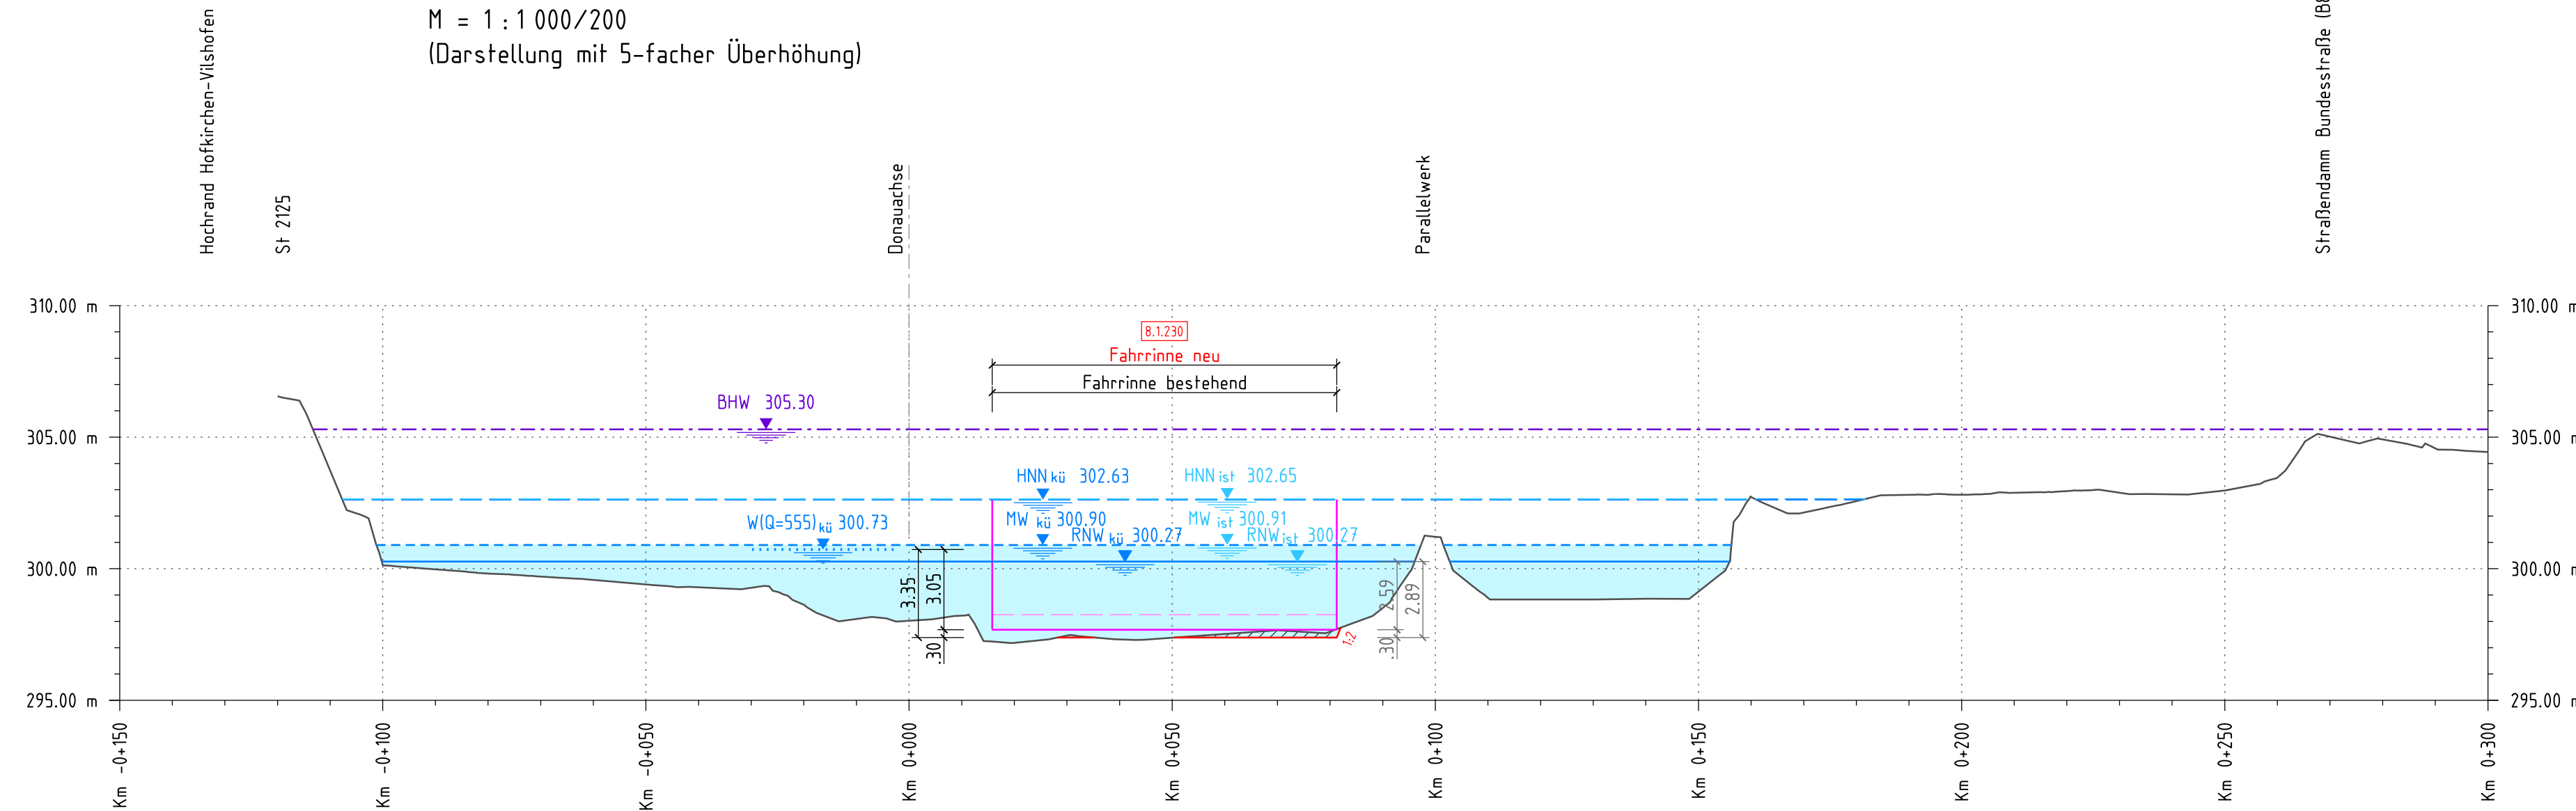 M = 1 : 1 000/200
(Darstellung mit 5-facher Überhöhung)
Hochrand Hofkirchen-Vilshofen
St 2125
Donauachse
Parallelwerk
Straßendamm Bundesstraße
310.00 m
310.00 m
8.1.230
Fahrrinne neu
Fahrrinne bestehend
BHW 305.30
305.00 m
305.00 m
HNN kü 302.63
HNN ist 302.65
W(Q=555) kü 300.73
MW kü 300.90
MW ist 300.91
RNW kü 300.27
RNW ist 300.27
300.00 m
300.00 m
3.35
3.05
.30
2.59
2.89
.30
1:2
295.00 m
295.00 m
Km -0+150
Km -0+100
Km -0+050
Km 0+000
Km 0+050
Km 0+100
Km 0+150
Km 0+200
Km 0+250
Km 0+300